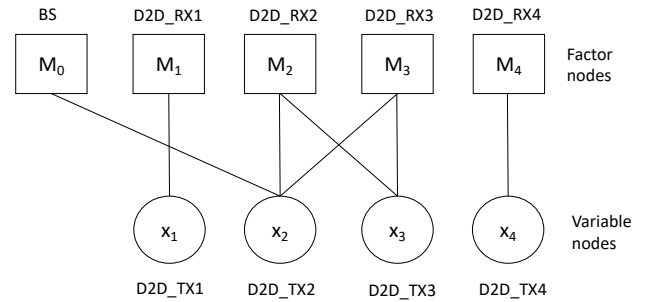 BS D2D_RX1 D2D_RX2 D2D_RX3 D2D_RX4
M0 M1 M2 M3 M4
Factor
nodes
x1 x2 x3 x4
Variable
nodes
D2D_TX1 D2D_TX2 D2D_TX3 D2D_TX4